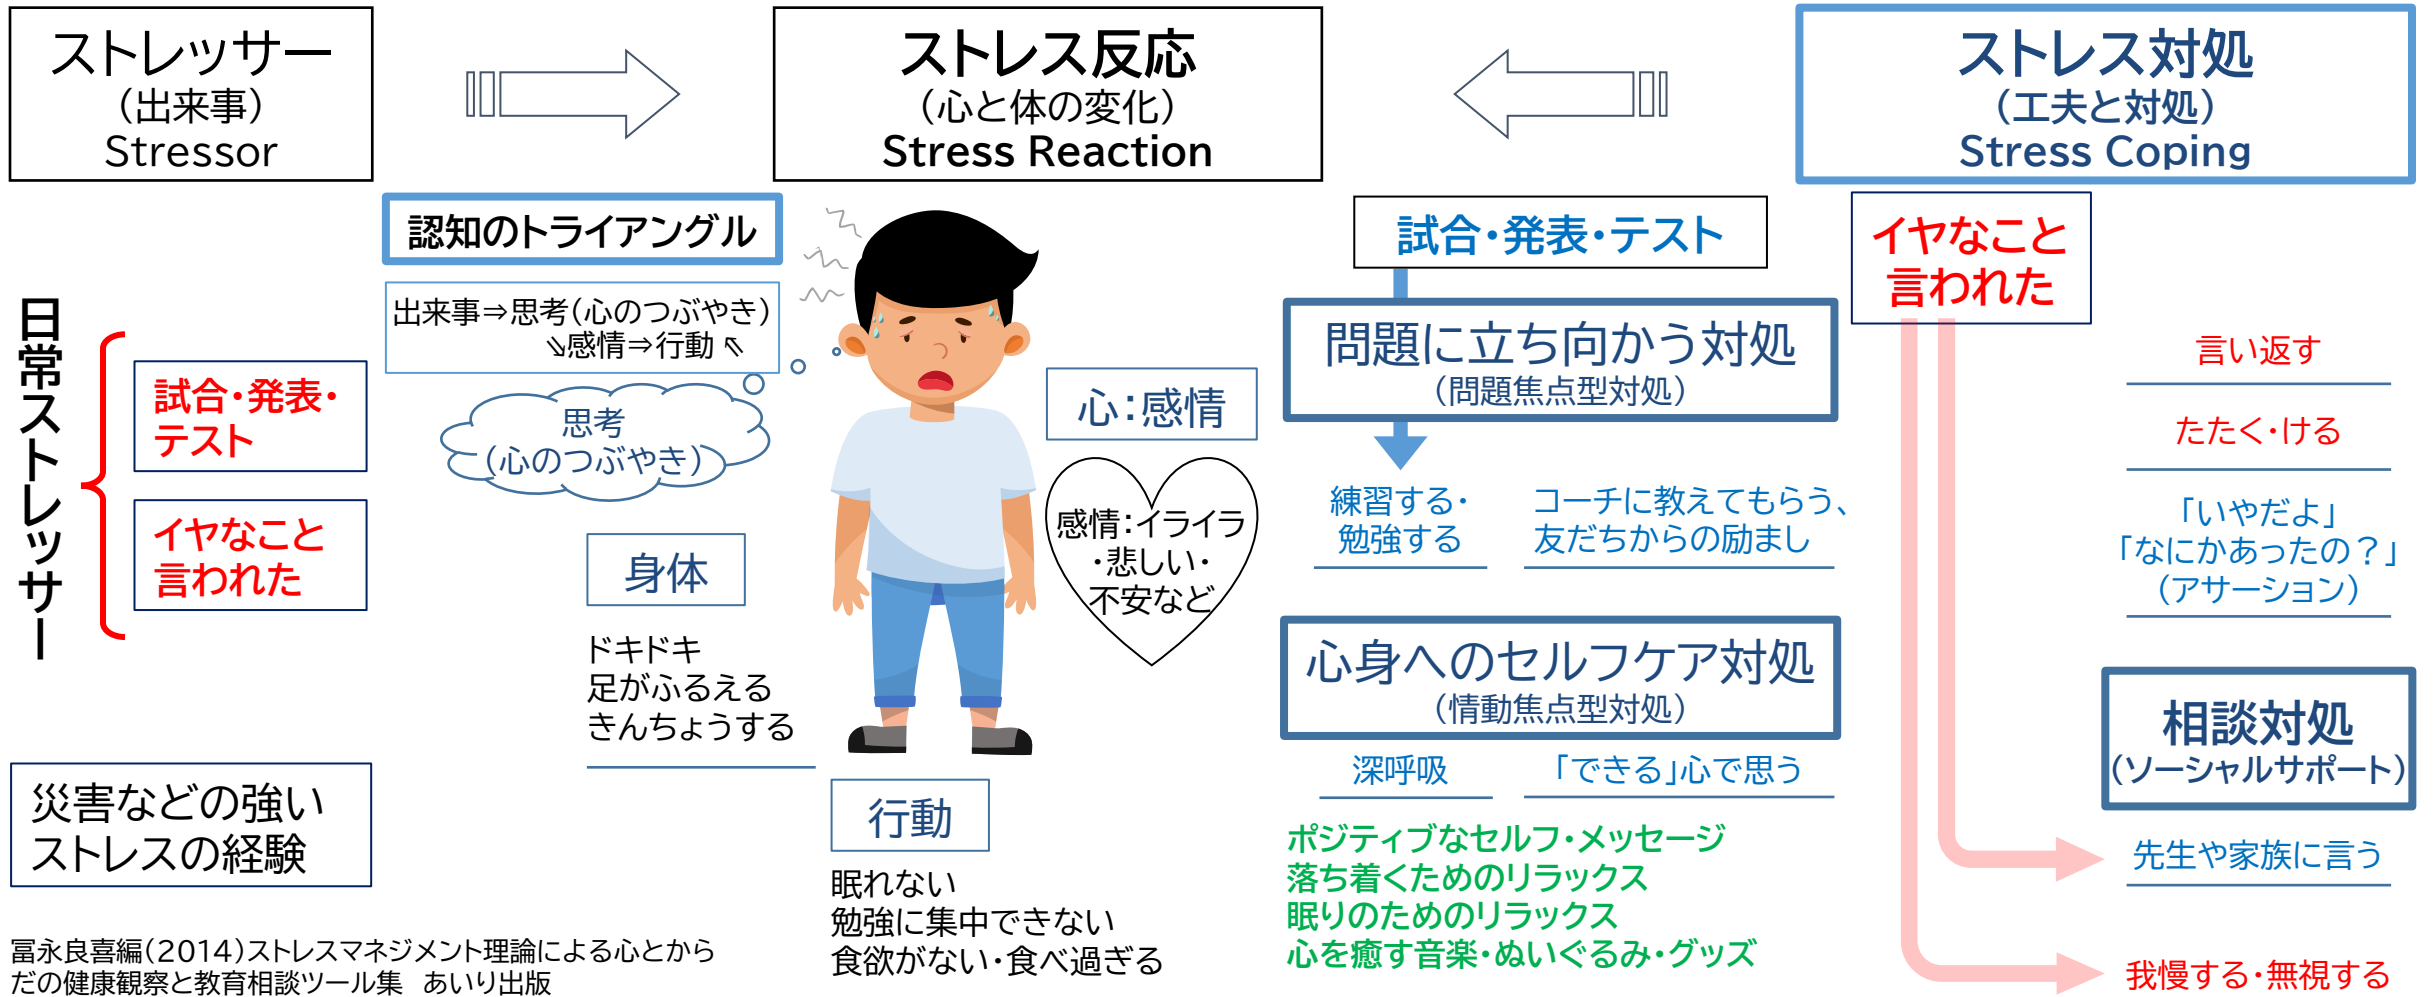 ストレッサー
（出来事）
Stressor
ストレス反応
（心と体の変化）
Stress Reaction
ストレス対処
（工夫と対処）
Stress Coping
日常ストレッサー
試合・発表・
テスト
イヤなこと
言われた
災害などの強い
ストレスの経験
冨永良喜編（2014）ストレスマネジメント理論による心とから
だの健康観察と教育相談ツール集　あいり出版
認知のトライアングル
出来事⇒思考（心のつぶやき）
⇘感情⇒行動⇖
思考
（心のつぶやき）
身体
ドキドキ
足がふるえる
きんちょうする
心：感情
感情：イライラ
・悲しい・
不安など
行動
眠れない
勉強に集中できない
食欲がない・食べ過ぎる
試合・発表・テスト
問題に立ち向かう対処
（問題焦点型対処）
練習する・
勉強する
コーチに教えてもらう、
友だちからの励まし
心身へのセルフケア対処
（情動焦点型対処）
深呼吸
「できる」心で思う
ポジティブなセルフ・メッセージ
落ち着くためのリラックス
眠りのためのリラックス
心を癒す音楽・ぬいぐるみ・グッズ
イヤなこと
言われた
言い返す
たたく・ける
「いやだよ」
「なにかあったの？」
（アサーション）
相談対処
（ソーシャルサポート）
先生や家族に言う
我慢する・無視する